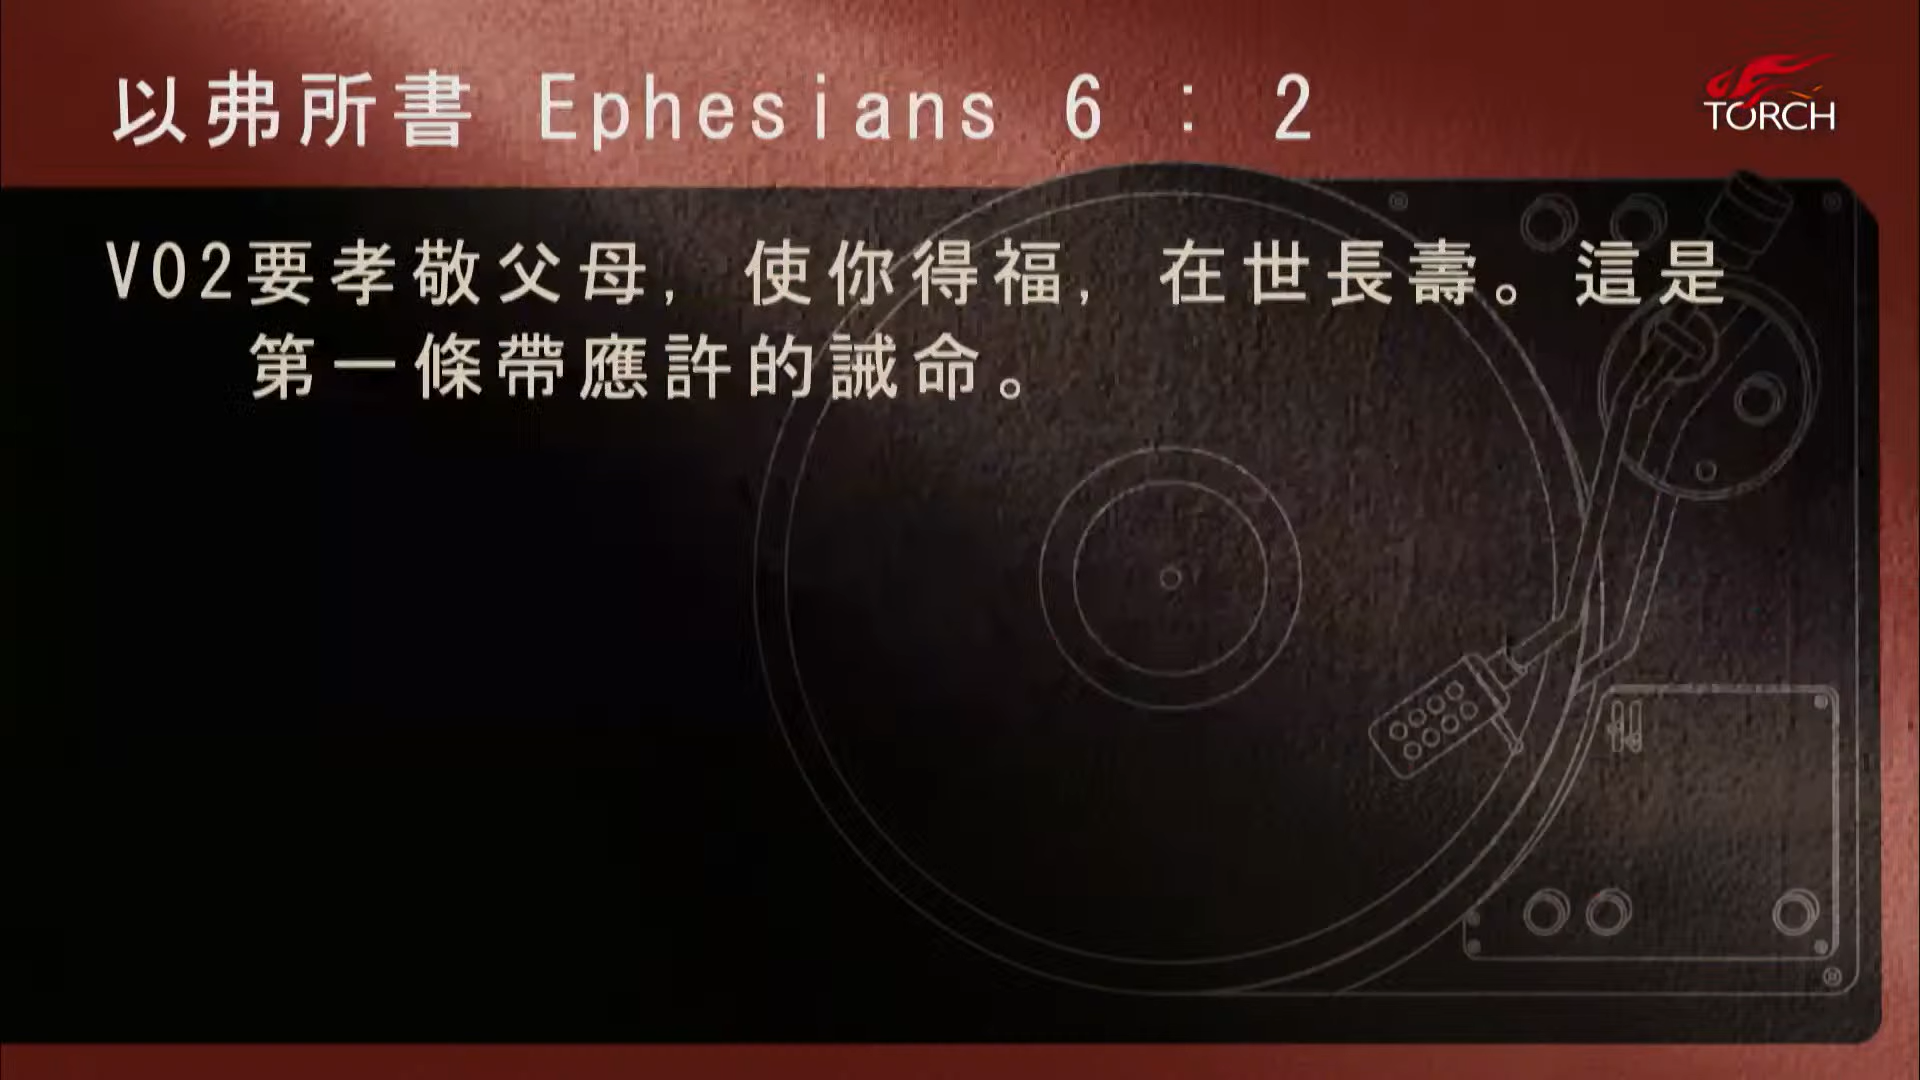 以弗所書 Ephesians 6 : 2
TORCH
V02要孝敬父母, 使你得福, 在世長壽。這是
第一條帶應許的誡命。